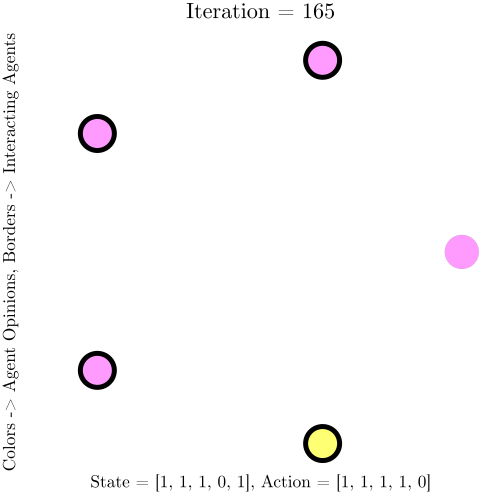 Iteration = 165
Colors -> Agent Opinions, Borders -> Interacting Agents
State = [1, 1, 1, 0, 1], Action = [1, 1, 1, 1, 0]